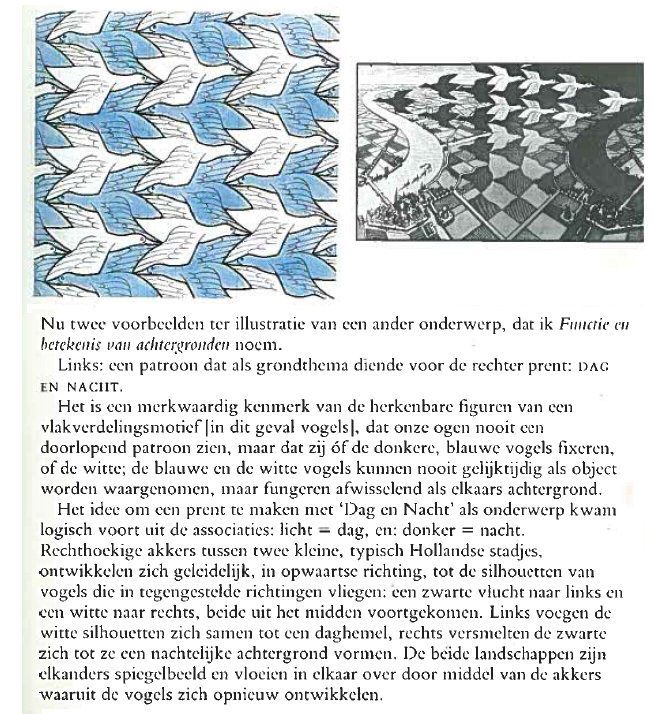 Nu twee voorbeelden ter illustratie van een ander onderwerp, dat ik Functie en
betekenis van achtergronden noem.
Links: een patroon dat als grondthema diende voor de rechter prent: DAG
EN NACHT.
Het is een merkwaardig kenmerk van de herkenbare figuren van een
vlakverdelingsmotief [in dit geval vogels], dat onze ogen nooit een
doorlopend patroon zien, maar dat zij óf de donkere, blauwe vogels fixeren,
of de witte; de blauwe en de witte vogels kunnen nooit gelijktijdig als object
worden waargenomen, maar fungeren afwisselend als elkaars achtergrond.
Het idee om een prent te maken met ‘Dag en Nacht’ als onderwerp kwam
logisch voort uit de associaties: licht = dag, en: donker = nacht.
Rechthoekige akkers tussen twee kleine, typisch Hollandse stadjes,
ontwikkelen zich geleidelijk, in opwaartse richting, tot de silhouetten van
vogels die in tegengestelde richtingen vliegen: een zwarte vlucht naar links en
een witte naar rechts, beide uit het midden voortgekomen. Links voegen de
witte silhouetten zich samen tot een daghemel, rechts versmelten de zwarte
zich tot ze een nachtelijke achtergrond vormen. De beide landschappen zijn
elkanders spiegelbeeld en vloeien in elkaar over door middel van de akkers
waaruit de vogels zich opnieuw ontwikkelen.